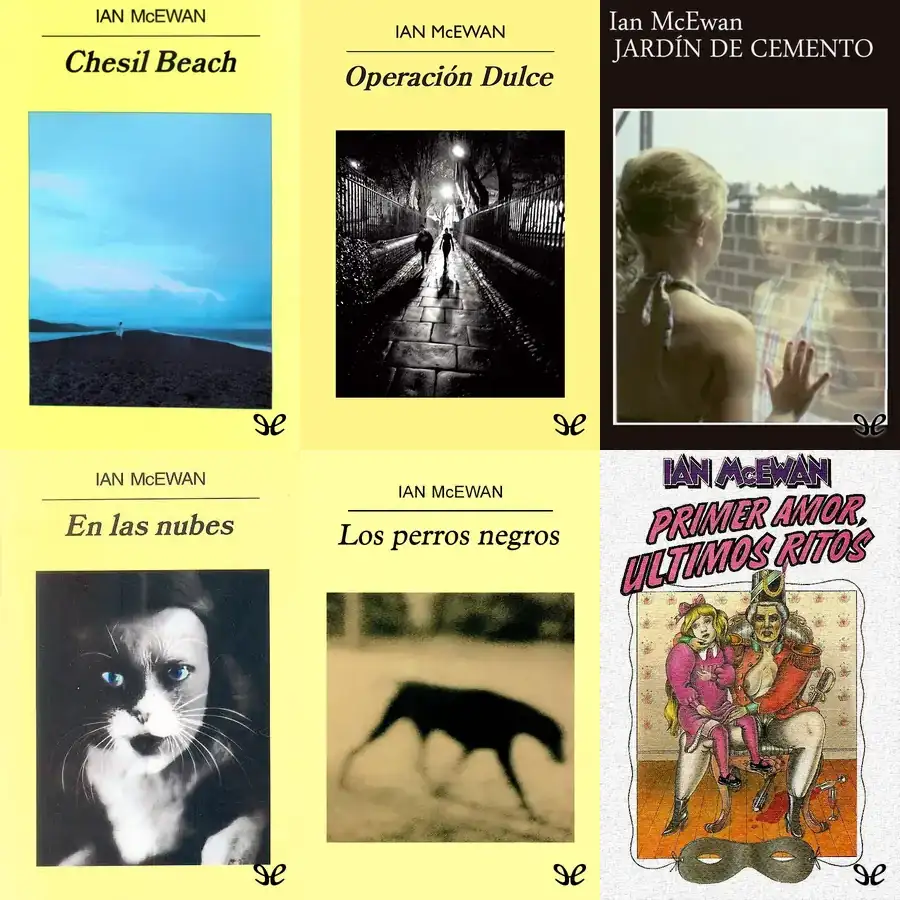 IAN McEWAN
Chesil Beach
IAN McEWAN
Operación Dulce
Ian McEwan
JARDÍN DE CEMENTO
IAN McEWAN
En las nubes
IAN McEWAN
Los perros negros
IAN McEWAN
PRIMER AMOR,
ULTIMOS RITOS